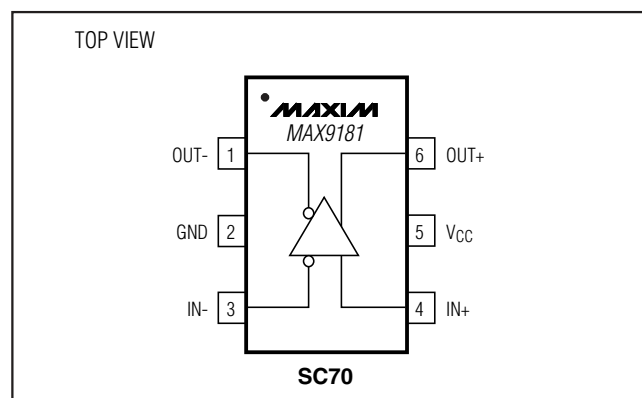 TOP VIEW
MAXIM
MAX9181
OUT- 1 6 OUT+
GND 2 5 VCC
IN- 3 4 IN+
SC70